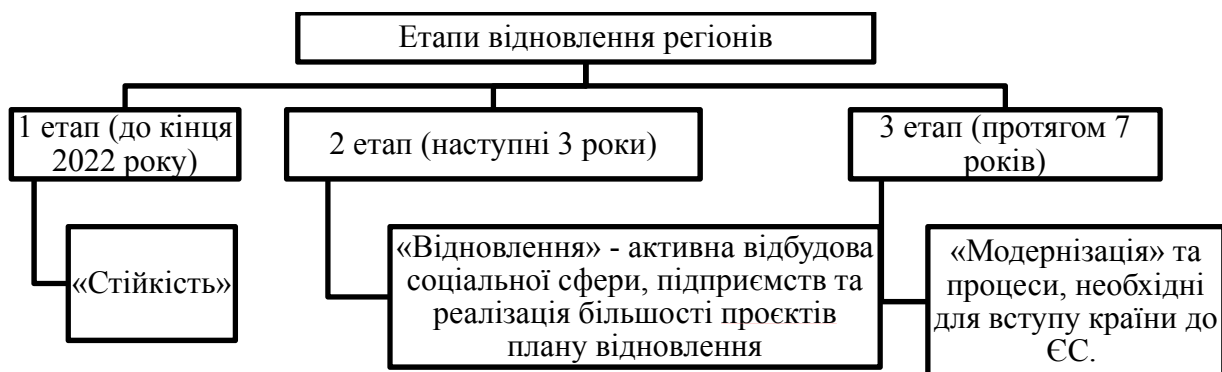 Етапи відновлення регіонів
1 етап (до кінця
2022 року)
2 етап (наступні 3 роки)
3 етап (протягом 7
років)
«Стійкість»
«Відновлення» - активна відбудова
соціальної сфери, підприємств та
реалізація більшості проєктів
плану відновлення
«Модернізація» та
процеси, необхідні
для вступу країни до
ЄС.